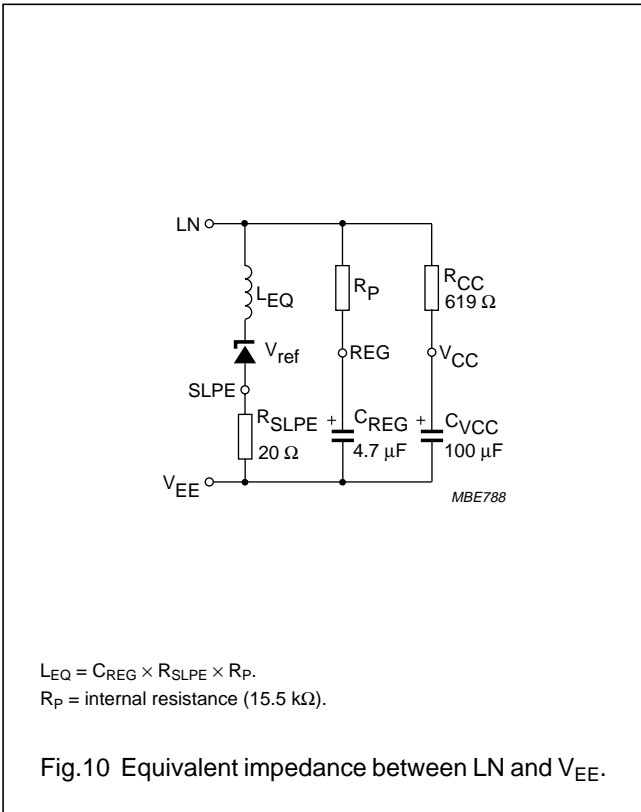 LN
L_EQ
V_ref
SLPE
R_SLPE
20 Ω
V_EE
R_P
REG
+
C_REG
4.7 μF
R_CC
619 Ω
V_CC
+
C_VCC
100 μF
MBE788
L_EQ = C_REG × R_SLPE × R_P.
R_P = internal resistance (15.5 kΩ).
Fig.10 Equivalent impedance between LN and V_EE.